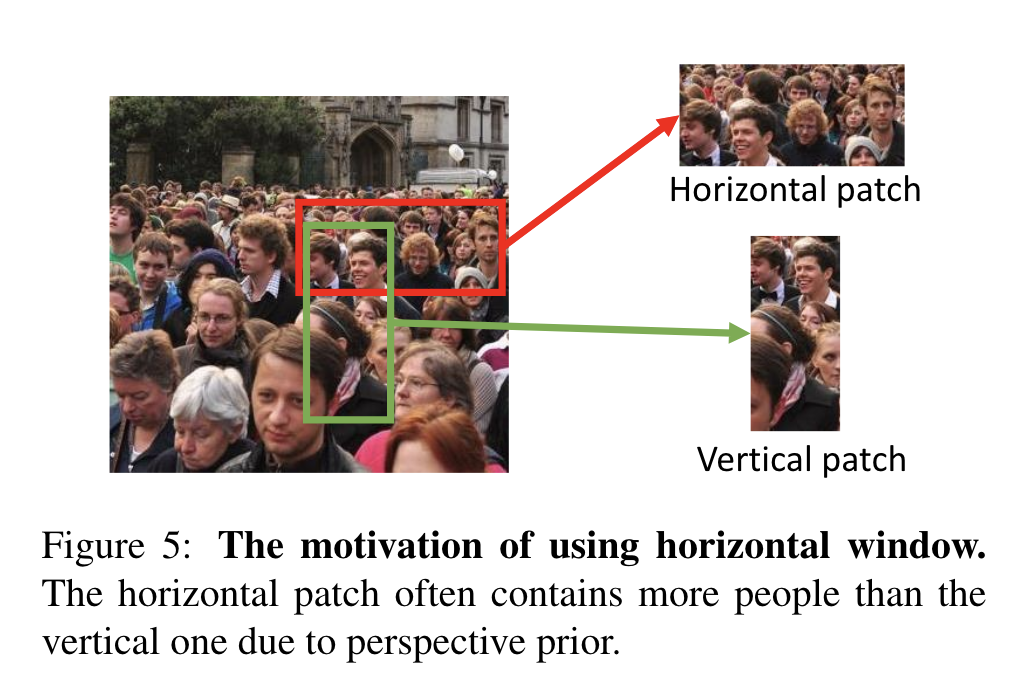 Horizontal patch
Vertical patch
Figure 5: The motivation of using horizontal window.
The horizontal patch often contains more people than the
vertical one due to perspective prior.